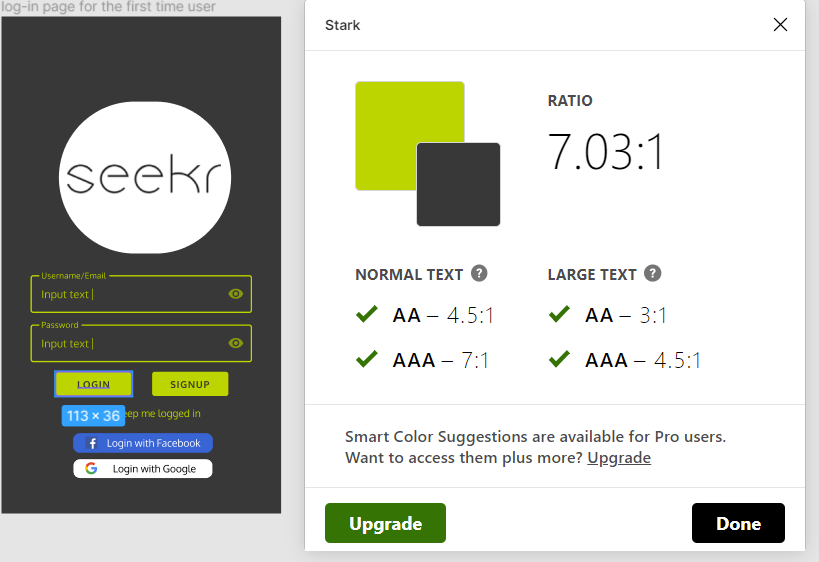 log-in page for the first time user
seekr
Username/Email
Input text
Password
Input text
LOGIN
SIGNUP
113 × 36
eep me logged in
f Login with Facebook
G Login with Google
Stark
RATIO
7.03:1
NORMAL TEXT ?
AA – 4.5:1
AAA – 7:1
LARGE TEXT ?
AA – 3:1
AAA – 4.5:1
Smart Color Suggestions are available for Pro users.
Want to access them plus more? Upgrade
Upgrade
Done